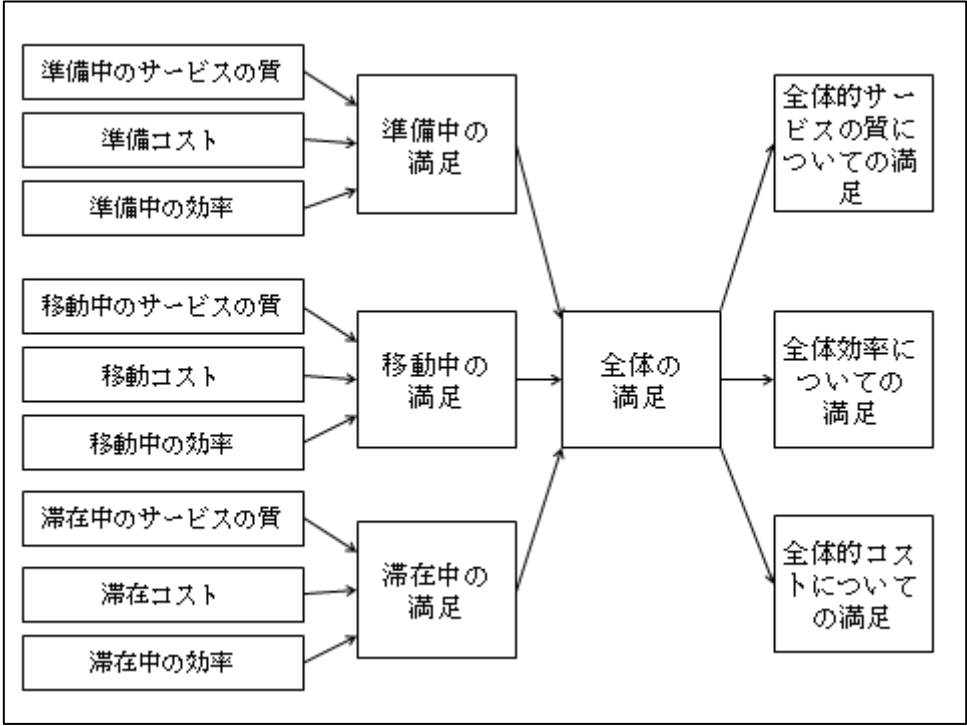 準備中のサービスの質
準備コスト
準備中の効率
準備中の
満足
移動中のサービスの質
移動コスト
移動中の効率
移動中の
満足
滞在中のサービスの質
滞在コスト
滞在中の効率
滞在中の
満足
全体の
満足
全体的サー
ビスの質に
ついての満
足
全体効率に
ついての
満足
全体的コス
トについて
の満足